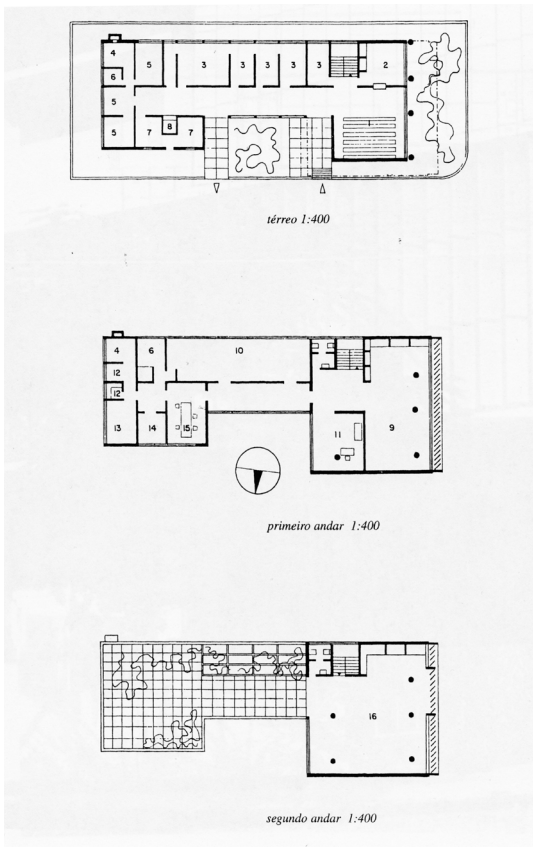 4 5 3 3 3 3 3 2
6
5
5 7 8 7
térreo 1:400
4 6 10
12
12
13 14 15 11 9
primeiro andar 1:400
16
segundo andar 1:400